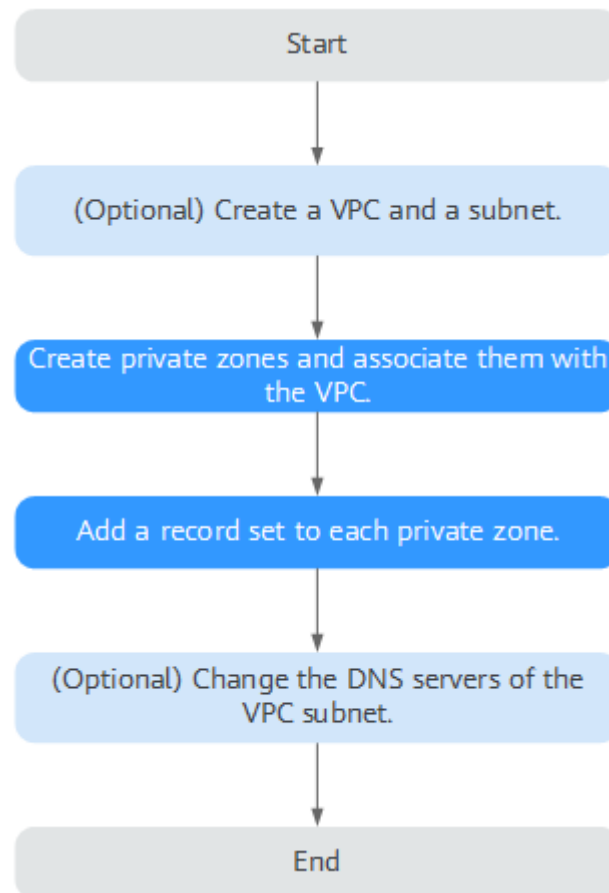 Start
(Optional) Create a VPC and a subnet.
Create private zones and associate them with
the VPC.
Add a record set to each private zone.
(Optional) Change the DNS servers of the
VPC subnet.
End